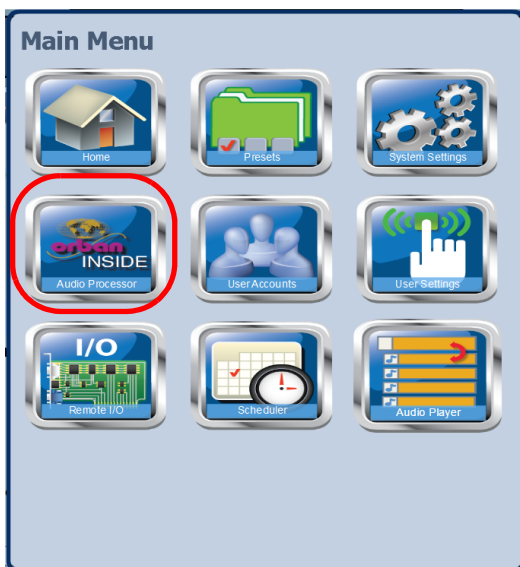 Main Menu
Home
Presets
System Settings
orban
INSIDE
Audio Processor
User Accounts
User Settings
I/O
Remote I/O
Scheduler
Audio Player